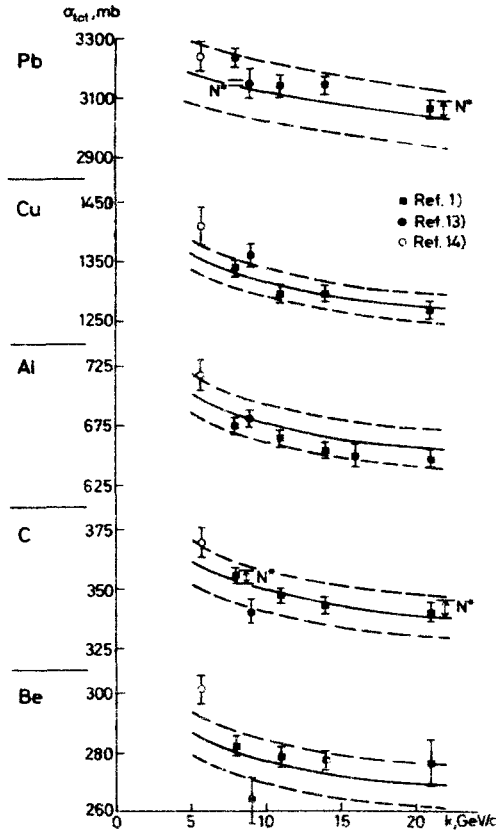 σtot, mb
Pb
3300
3100
2900
N*
N*
Cu
1450
1350
1250
■ Ref. 1)
● Ref. 13)
○ Ref. 14)
Al
725
675
625
C
375
350
325
N*
N*
Be
300
280
260
0 5 10 15 20 k, GeV/c